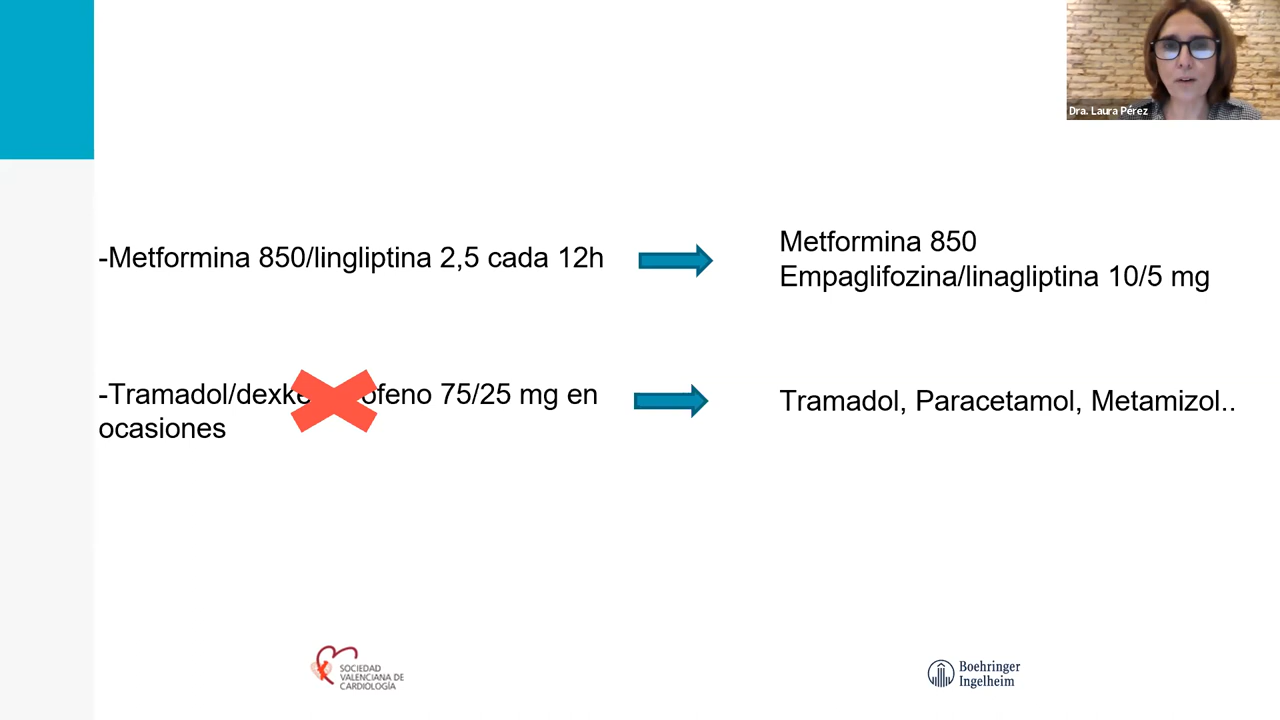 Dra. Laura Pérez
-Metformina 850/lingliptina 2,5 cada 12h
Metformina 850
Empaglifozina/linagliptina 10/5 mg
-Tramadol/dexke ofeno 75/25 mg en
ocasiones
Tramadol, Paracetamol, Metamizol..
SOCIEDAD
VALENCIANA DE
CARDIOLOGÍA
Boehringer
Ingelheim